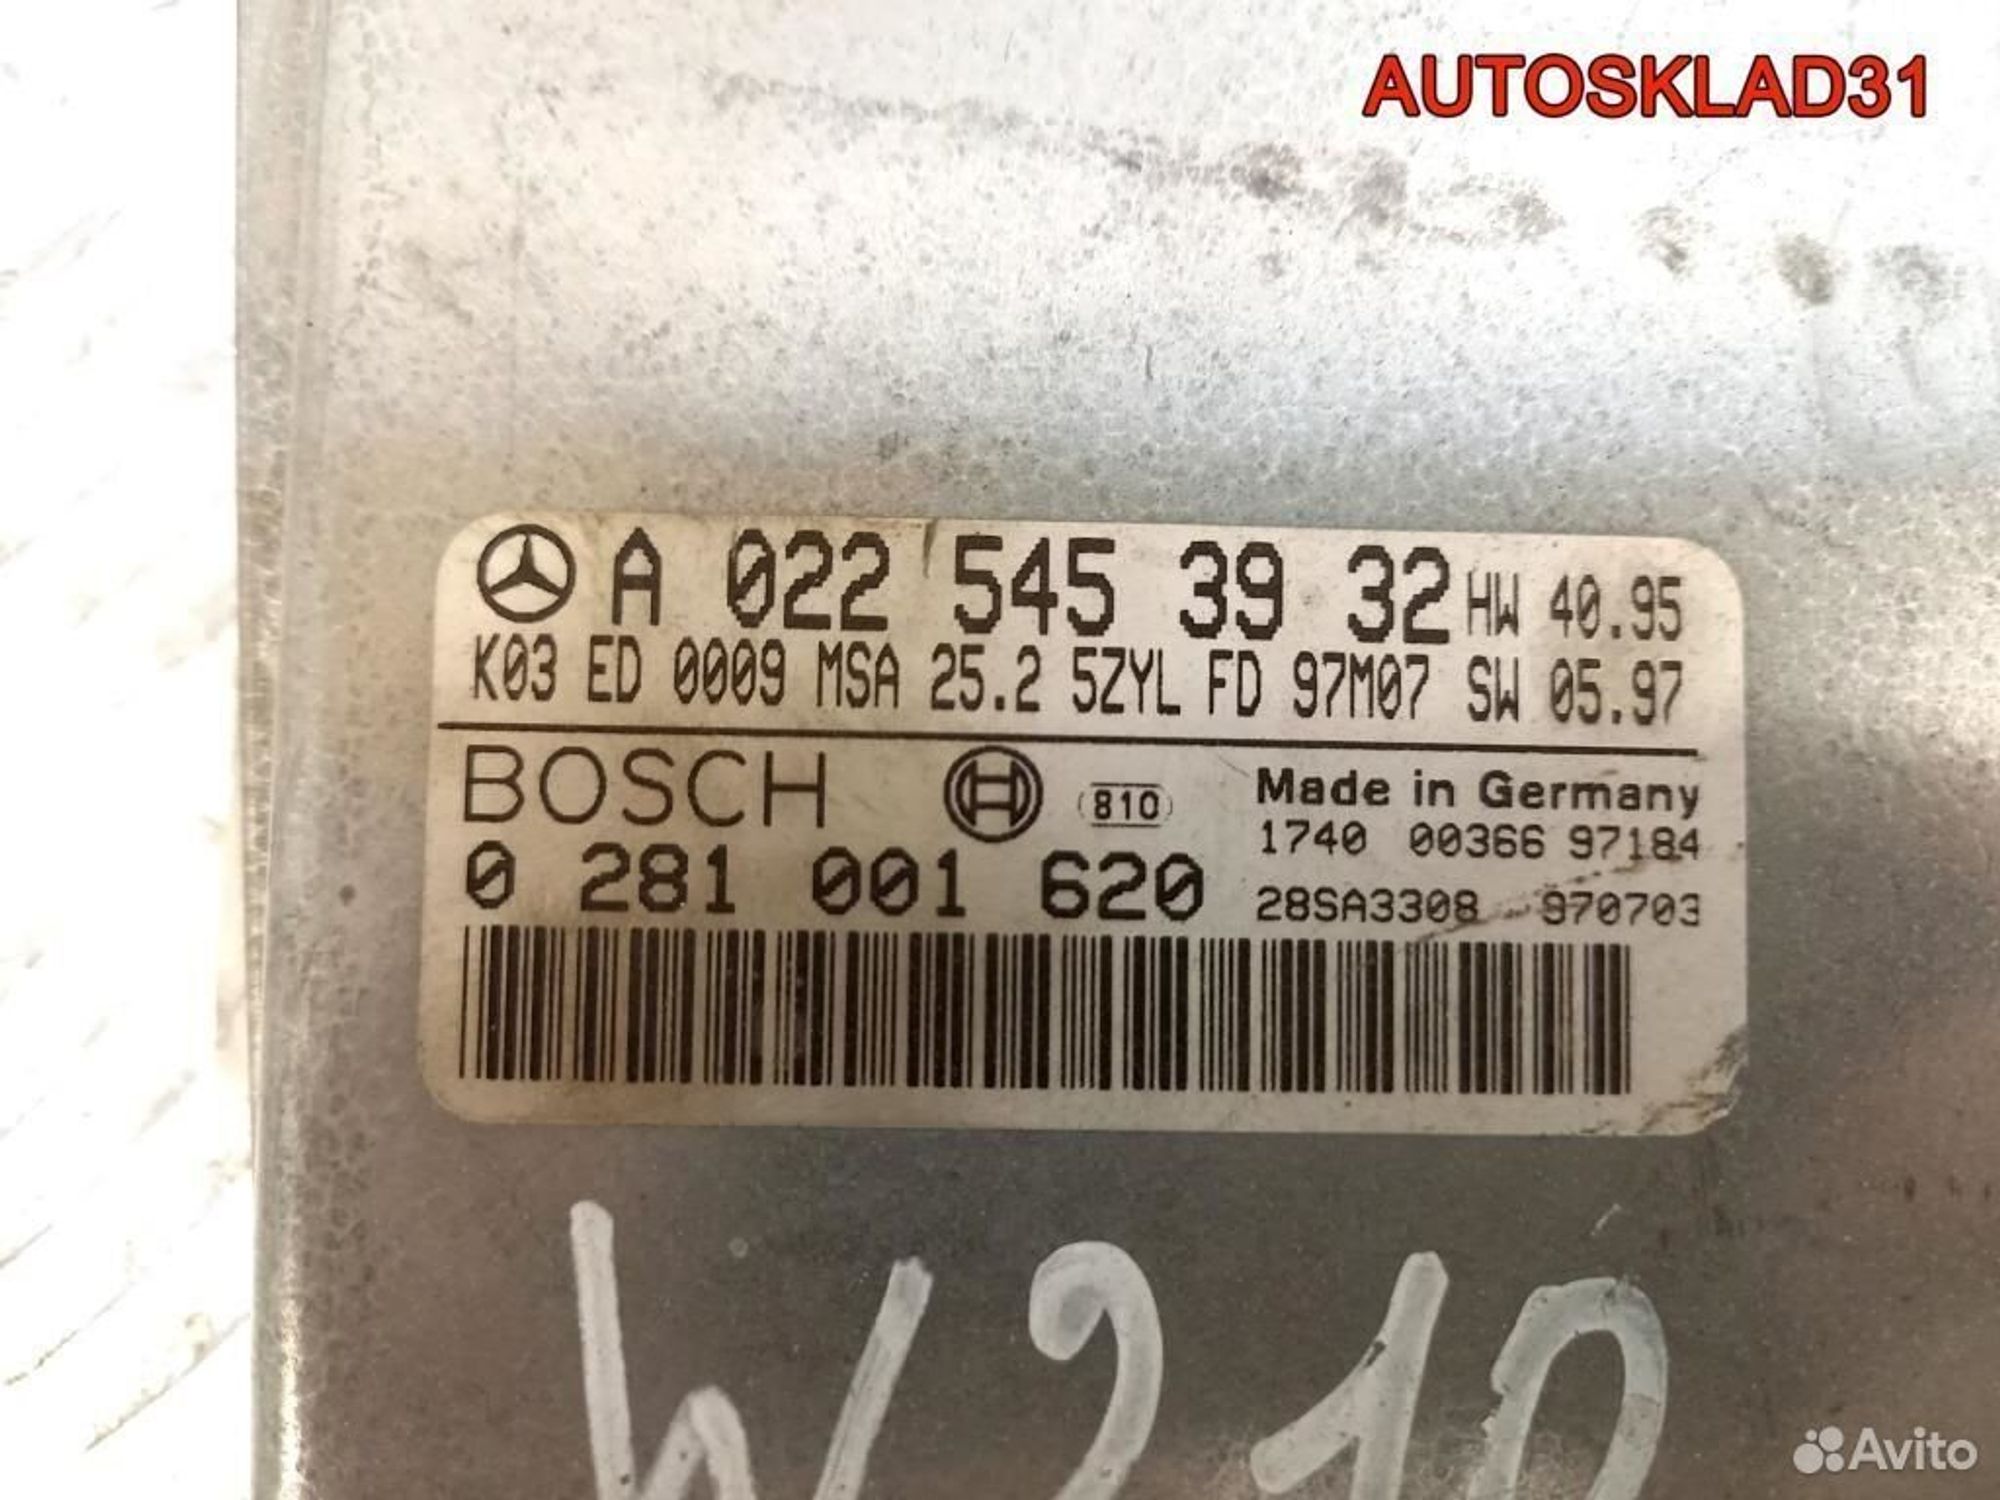 AUTOSKLAD31
A 022 545 39 32 HW 40.95
K03 ED 0009 MSA 25.2 5ZYL FD 97M07 SW 05.97
BOSCH 810 Made in Germany
1740 00366 97184
0 281 001 620
28SA3308 970703
W210
Avito